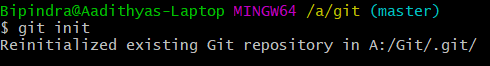 Bipindra@Aadithyas-Laptop MINGW64 /a/git (master)
$ git init
Reinitialized existing Git repository in A:/Git/.git/